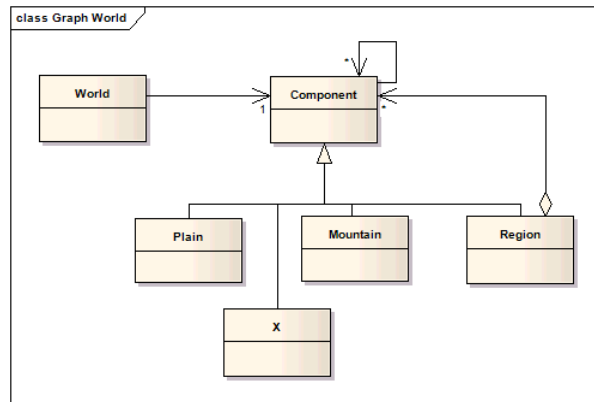 class Graph World
*
World
Component
1
*
Plain
Mountain
Region
X